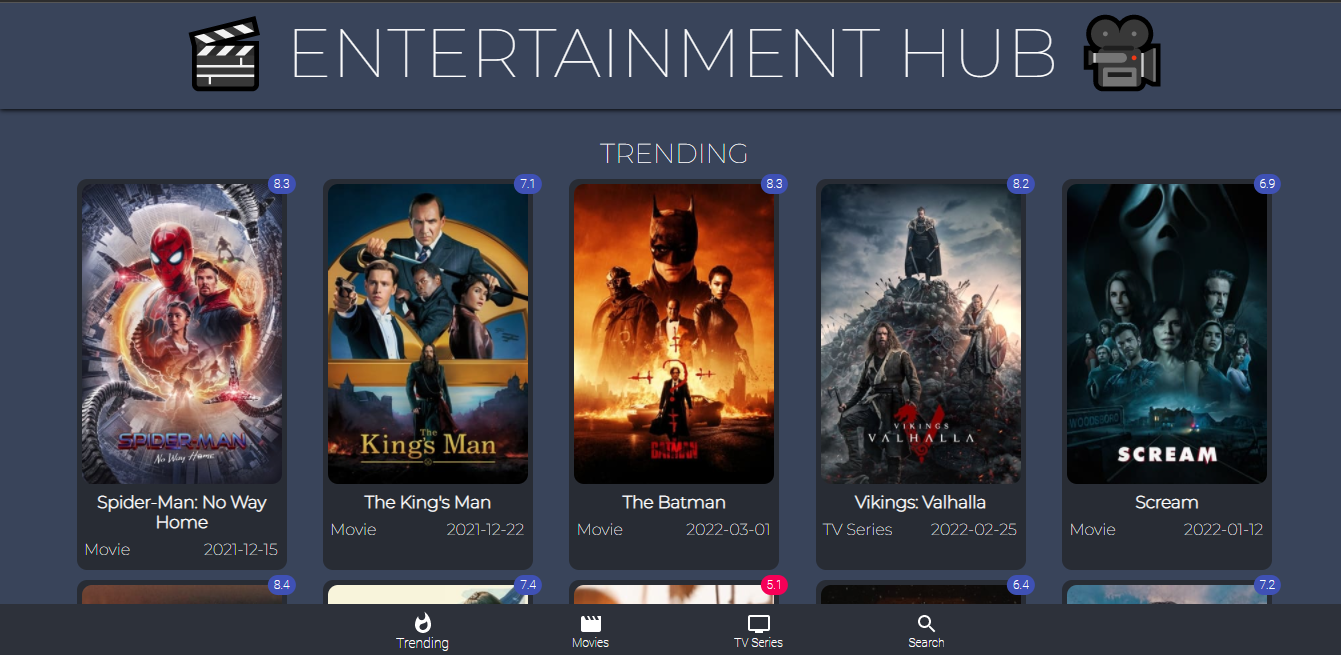 ENTERTAINMENT HUB
TRENDING
8.3
7.1
8.3
8.2
6.9
SPIDER-MAN
No Way Home
The
King's Man
THE
BATMAN
VIKINGS
VALHALLA
WOODSBORO
SCREAM
Spider-Man: No Way
Home
Movie 2021-12-15
The King's Man
Movie 2021-12-22
The Batman
Movie 2022-03-01
Vikings: Valhalla
TV Series 2022-02-25
Scream
Movie 2022-01-12
8.4
7.4
5.1
6.4
7.2
Trending
Movies
TV Series
Search